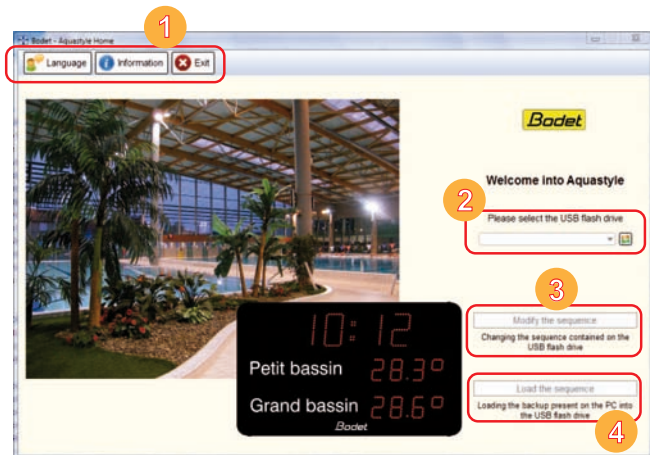 1
Bodet - Aquastyle Home
Language Information Exit
Bodet
Welcome into Aquastyle
2
Please select the USB flash drive
3
Modify the sequence
Changing the sequence contained on the
USB flash drive
10:12
Petit bassin 28.3°
Grand bassin 28.6°
Bodet
Load the sequence
Loading the backup present on the PC into
the USB flash drive
4